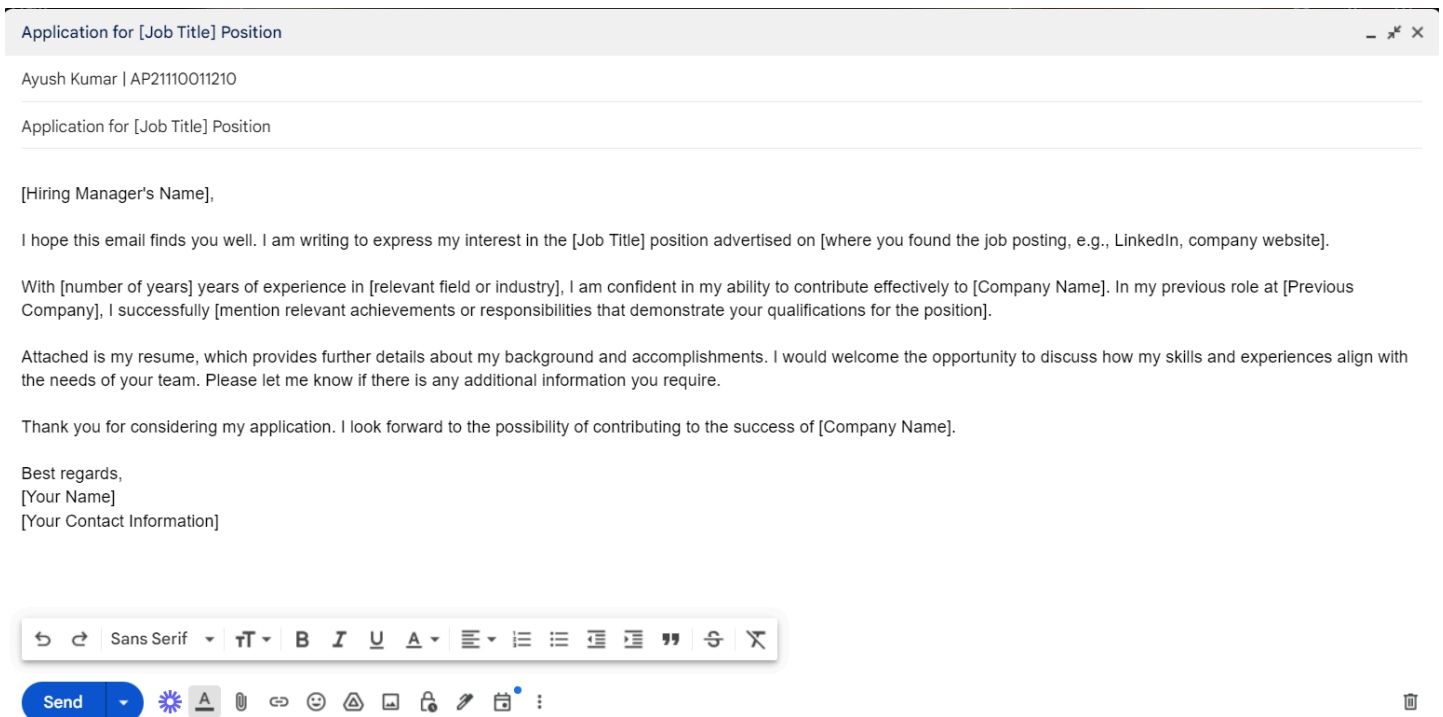 Application for [Job Title] Position
Ayush Kumar | AP21110011210
Application for [Job Title] Position
[Hiring Manager's Name],
I hope this email finds you well. I am writing to express my interest in the [Job Title] position advertised on [where you found the job posting, e.g., LinkedIn, company website].
With [number of years] years of experience in [relevant field or industry], I am confident in my ability to contribute effectively to [Company Name]. In my previous role at [Previous
Company], I successfully [mention relevant achievements or responsibilities that demonstrate your qualifications for the position].
Attached is my resume, which provides further details about my background and accomplishments. I would welcome the opportunity to discuss how my skills and experiences align with
the needs of your team. Please let me know if there is any additional information you require.
Thank you for considering my application. I look forward to the possibility of contributing to the success of [Company Name].
Best regards,
[Your Name]
[Your Contact Information]
Sans Serif
Send